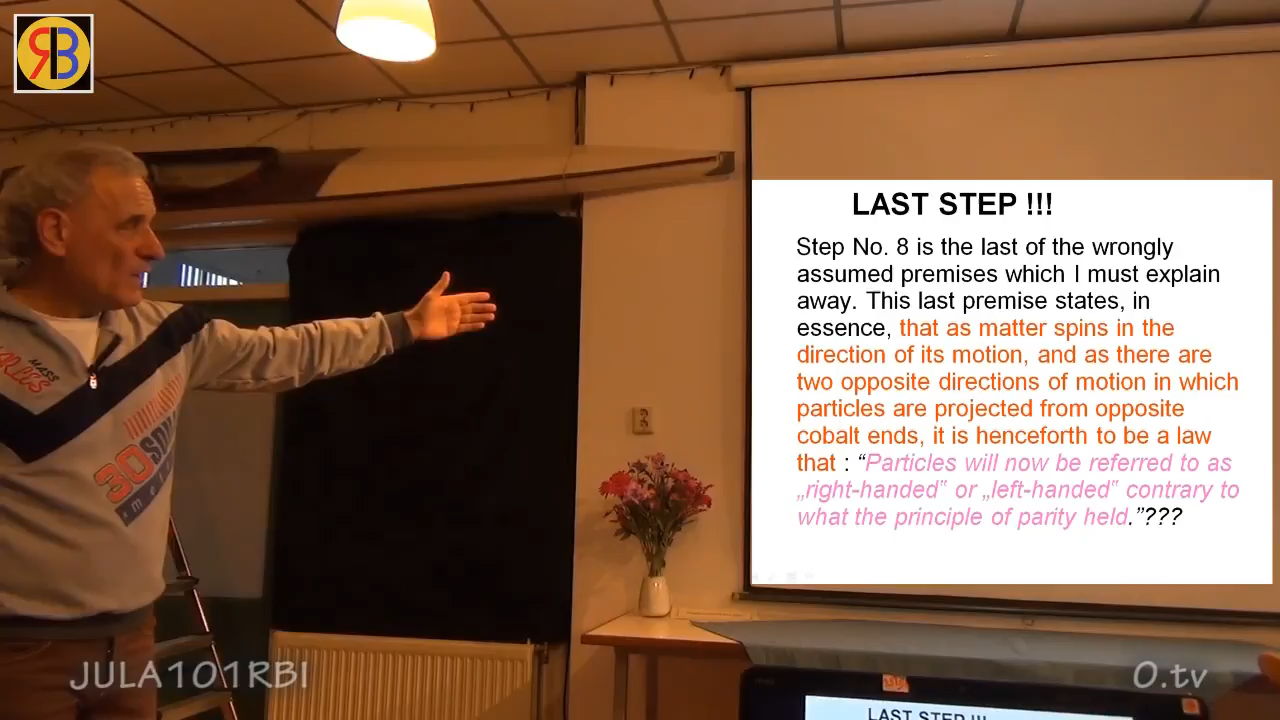 ЯB
LAST STEP !!!
Step No. 8 is the last of the wrongly
assumed premises which I must explain
away. This last premise states, in
essence, that as matter spins in the
direction of its motion, and as there are
two opposite directions of motion in which
particles are projected from opposite
cobalt ends, it is henceforth to be a law
that : “Particles will now be referred to as
„right-handed‟ or „left-handed‟ contrary to
what the principle of parity held.”???
MASS
30
JULA101RBI
O.tv
LAST STEP !!!